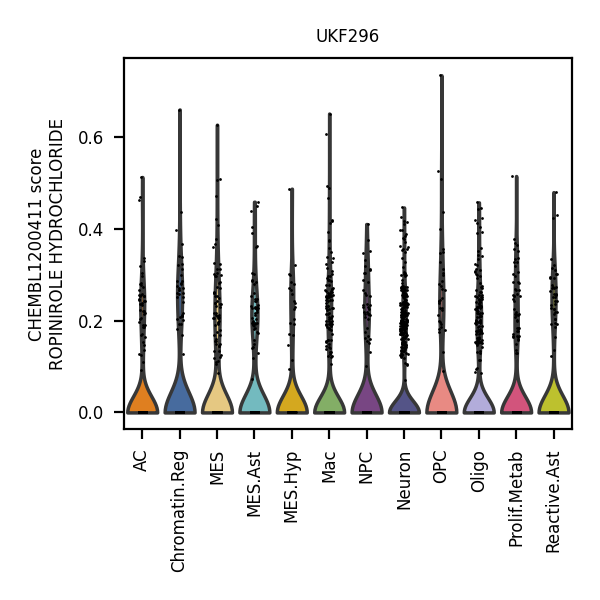 UKF296
CHEMBL1200411 score
ROPINIROLE HYDROCHLORIDE
0.6
0.4
0.2
0.0
AC
Chromatin.Reg
MES
MES.Ast
MES.Hyp
Mac
NPC
Neuron
OPC
Oligo
Prolif.Metab
Reactive.Ast